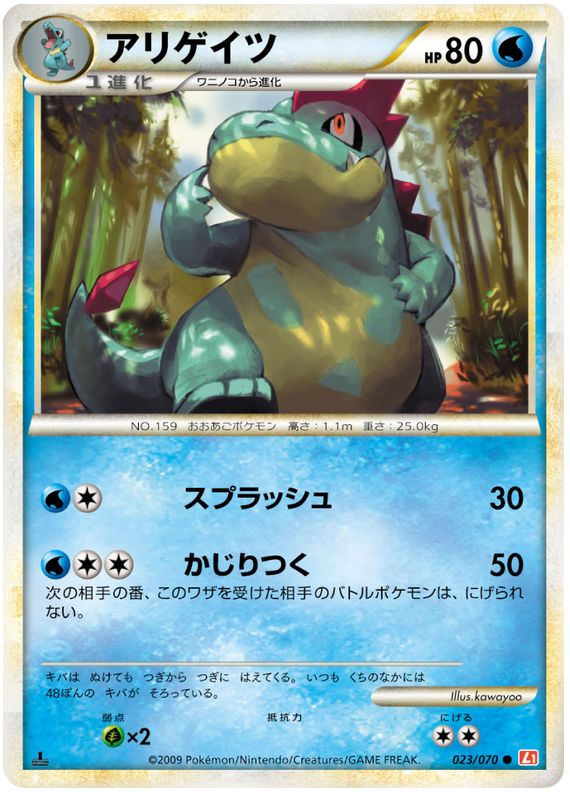 アリゲイツ HP80
1進化 ワニノコから進化
NO.159 おおあごポケモン 高さ：1.1m 重さ：25.0kg
スプラッシュ 30
かじりつく 50
次の相手の番、このワザを受けた相手のバトルポケモンは、にげられ
ない。
キバは ぬけても つぎから つぎに はえてくる。いつも くちのなかには
48ぽんの キバが そろっている。
Illus.kawayoo
弱点 抵抗力 にげる
×2
1
©2009 Pokémon/Nintendo/Creatures/GAME FREAK. 023/070 ● L1